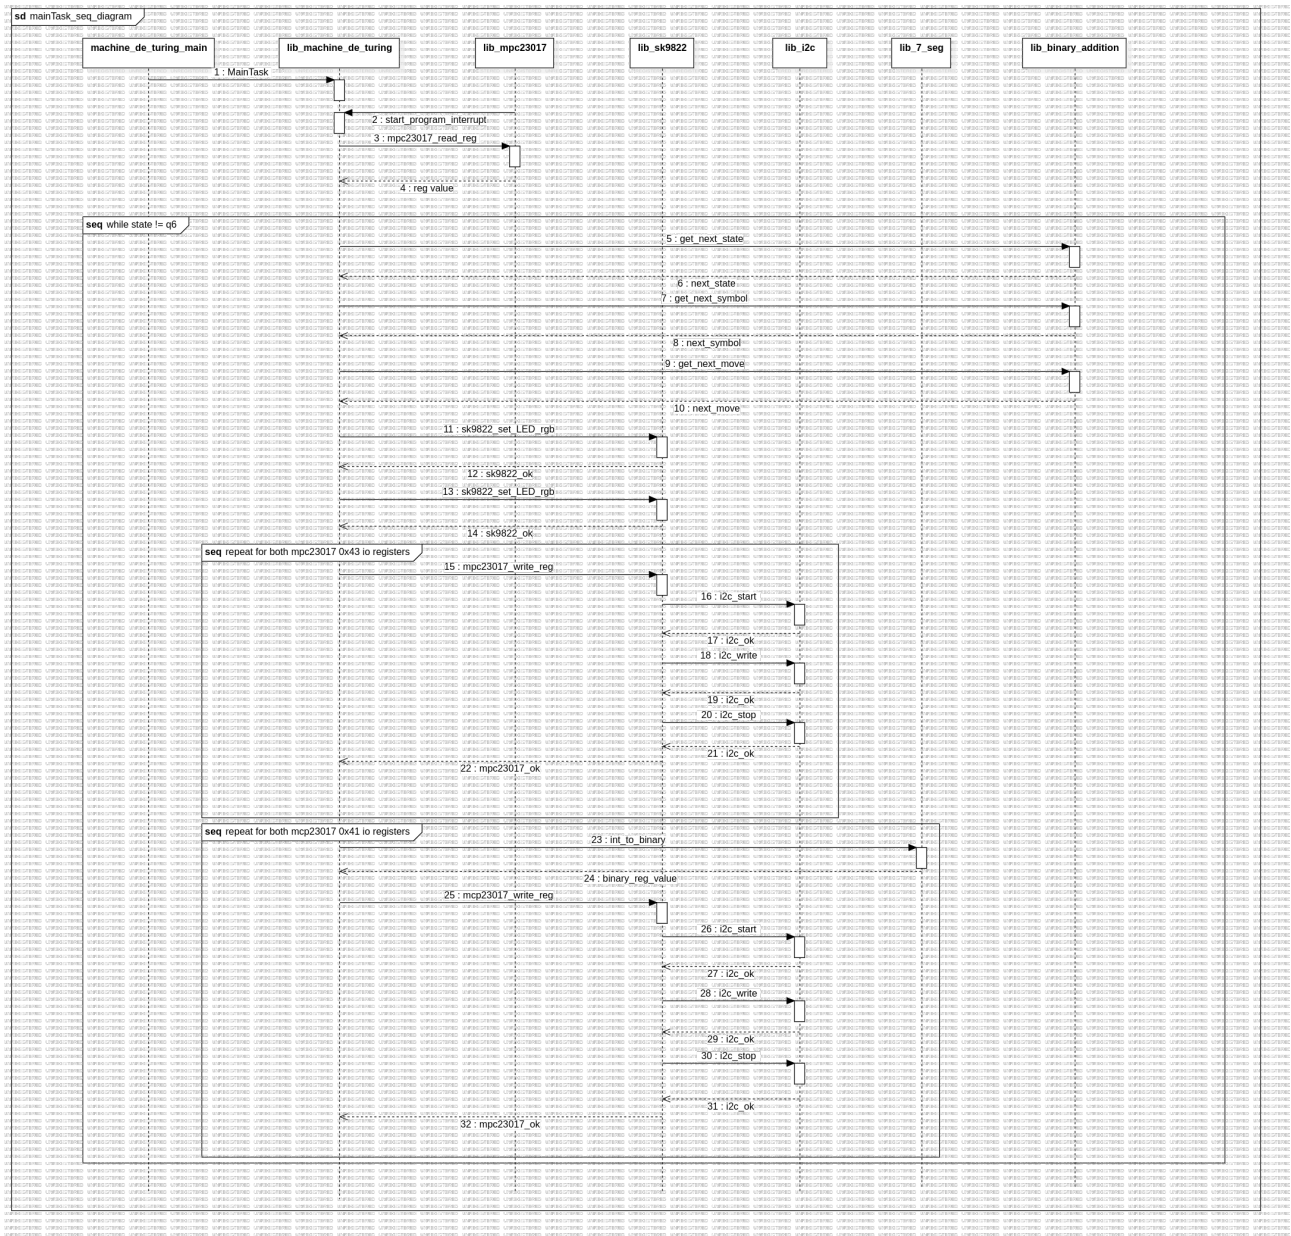 sd mainTask_seq_diagram
machine_de_turing_main
lib_machine_de_turing
lib_mpc23017
lib_sk9822
lib_i2c
lib_7_seg
lib_binary_addition
1 : MainTask
2 : start_program_interrupt
3 : mpc23017_read_reg
4 : reg value
seq while state != q6
5 : get_next_state
6 : next_state
7 : get_next_symbol
8 : next_symbol
9 : get_next_move
10 : next_move
11 : sk9822_set_LED_rgb
12 : sk9822_ok
13 : sk9822_set_LED_rgb
14 : sk9822_ok
seq repeat for both mpc23017 0x43 io registers
15 : mpc23017_write_reg
16 : i2c_start
17 : i2c_ok
18 : i2c_write
19 : i2c_ok
20 : i2c_stop
21 : i2c_ok
22 : mpc23017_ok
seq repeat for both mcp23017 0x41 io registers
23 : int_to_binary
24 : binary_reg_value
25 : mcp23017_write_reg
26 : i2c_start
27 : i2c_ok
28 : i2c_write
29 : i2c_ok
30 : i2c_stop
31 : i2c_ok
32 : mpc23017_ok